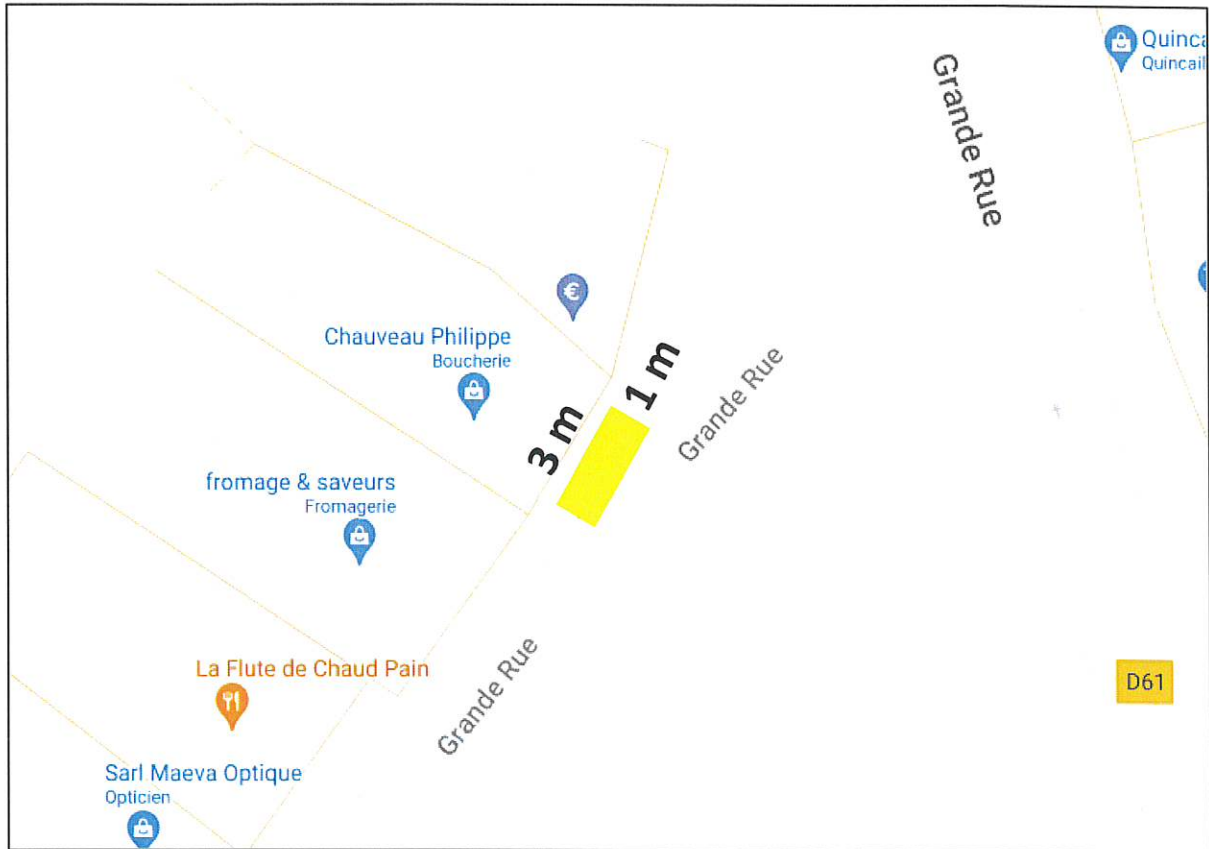 Quinca
Quincail
Grande Rue
€
Chauveau Philippe
Boucherie
1 m
Grande Rue
3 m
fromage & saveurs
Fromagerie
Grande Rue
La Flute de Chaud Pain
D61
Sarl Maeva Optique
Opticien